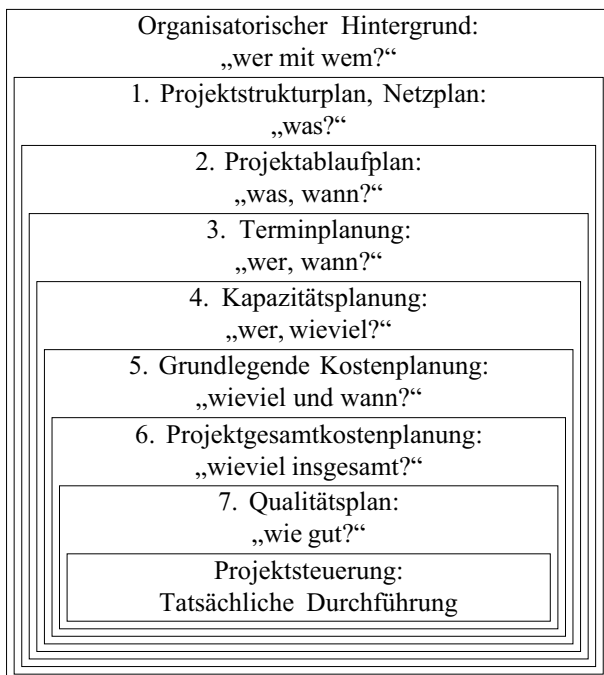 Organisatorischer Hintergrund:
„wer mit wem?“
1. Projektstrukturplan, Netzplan:
„was?“
2. Projektablaufplan:
„was, wann?“
3. Terminplanung:
„wer, wann?“
4. Kapazitätsplanung:
„wer, wieviel?“
5. Grundlegende Kostenplanung:
„wieviel und wann?“
6. Projektgesamtkostenplanung:
„wieviel insgesamt?“
7. Qualitätsplan:
„wie gut?“
Projektsteuerung:
Tatsächliche Durchführung